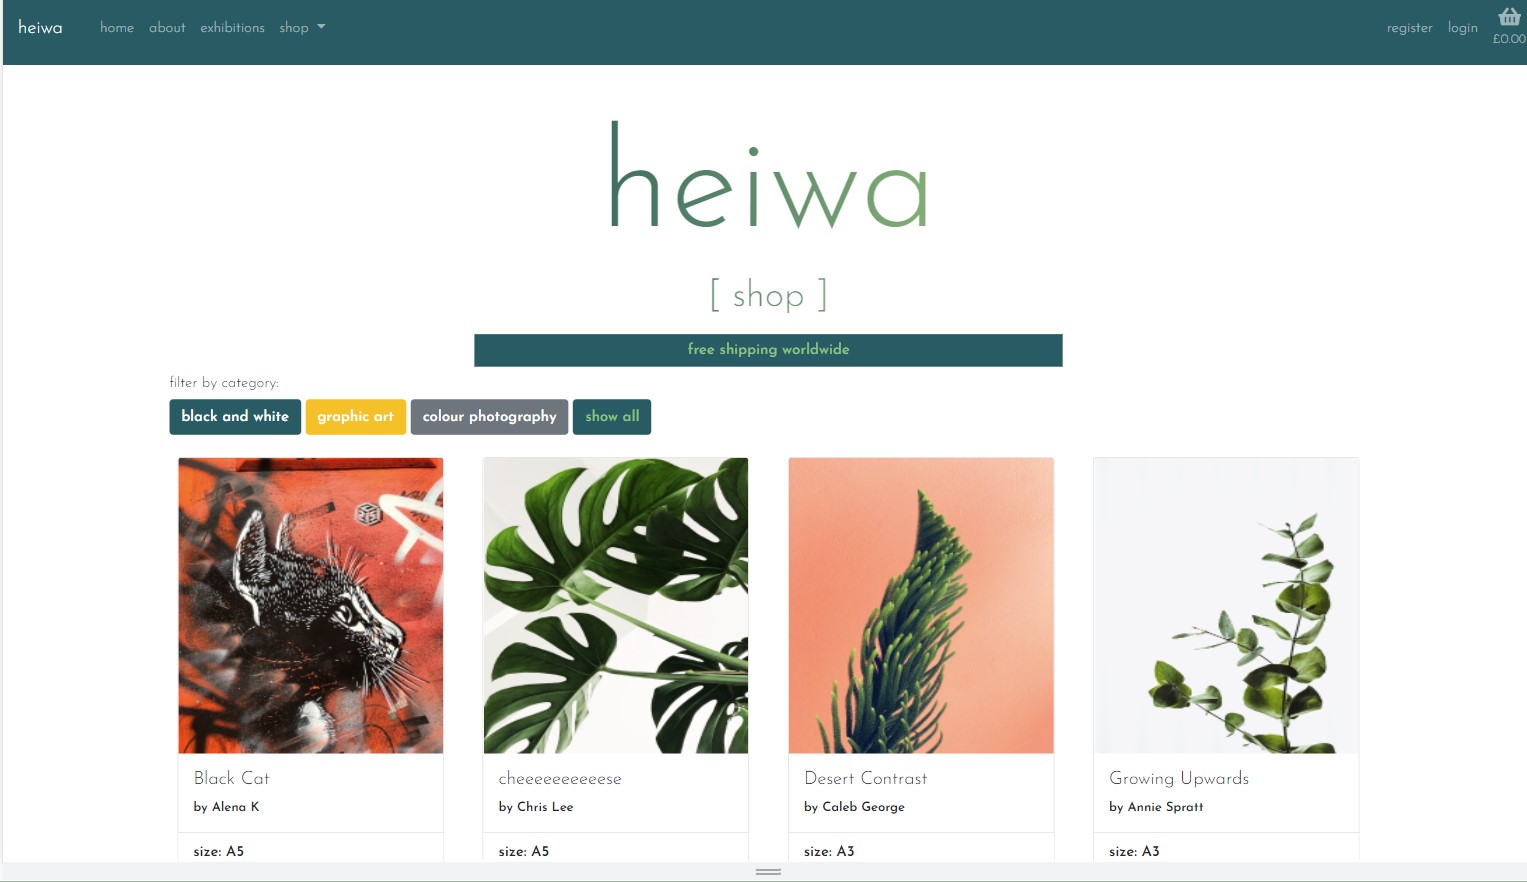 heiwa home about exhibitions shop register login
£0.00
heiwa
[ shop ]
free shipping worldwide
filter by category:
black and white graphic art colour photography show all
Black Cat
by Alena K
size: A5
cheeeeeeeeeese
by Chris Lee
size: A5
Desert Contrast
by Caleb George
size: A3
Growing Upwards
by Annie Spratt
size: A3